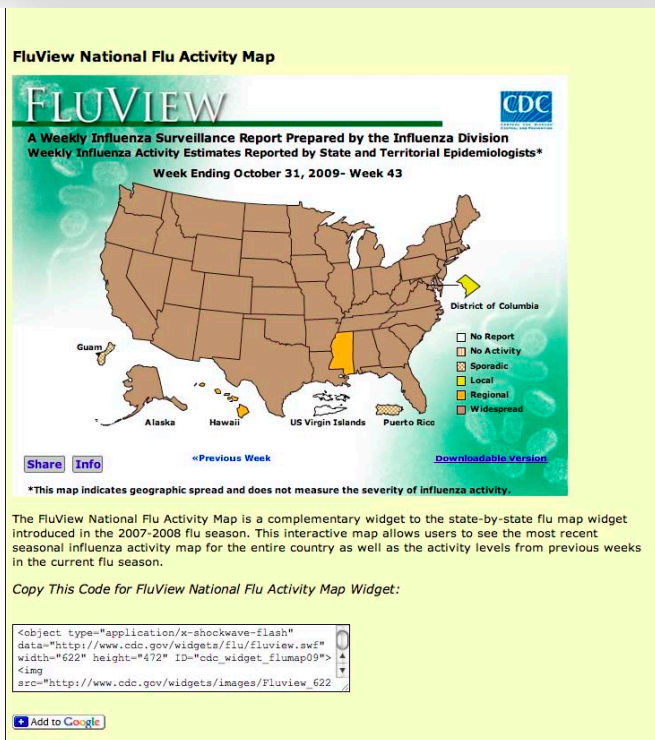 FluView National Flu Activity Map
FLUVIEW
CDC
A Weekly Influenza Surveillance Report Prepared by the Influenza Division
Weekly Influenza Activity Estimates Reported by State and Territorial Epidemiologists*
Week Ending October 31, 2009- Week 43
District of Columbia
Guam
No Report
No Activity
Sporadic
Local
Regional
Widespread
Alaska
Hawaii
US Virgin Islands
Puerto Rico
Share
Info
«Previous Week
Downloadable Version
*This map indicates geographic spread and does not measure the severity of influenza activity.
The FluView National Flu Activity Map is a complementary widget to the state-by-state flu map widget
introduced in the 2007-2008 flu season. This interactive map allows users to see the most recent
seasonal influenza activity map for the entire country as well as the activity levels from previous weeks
in the current flu season.
Copy This Code for FluView National Flu Activity Map Widget:
<object type="application/x-shockwave-flash"
data="http://www.cdc.gov/widgets/flu/fluview.swf"
width="622" height="472" ID="cdc_widget_flumap09">
<img
src="http://www.cdc.gov/widgets/images/Fluview_622
Add to Google